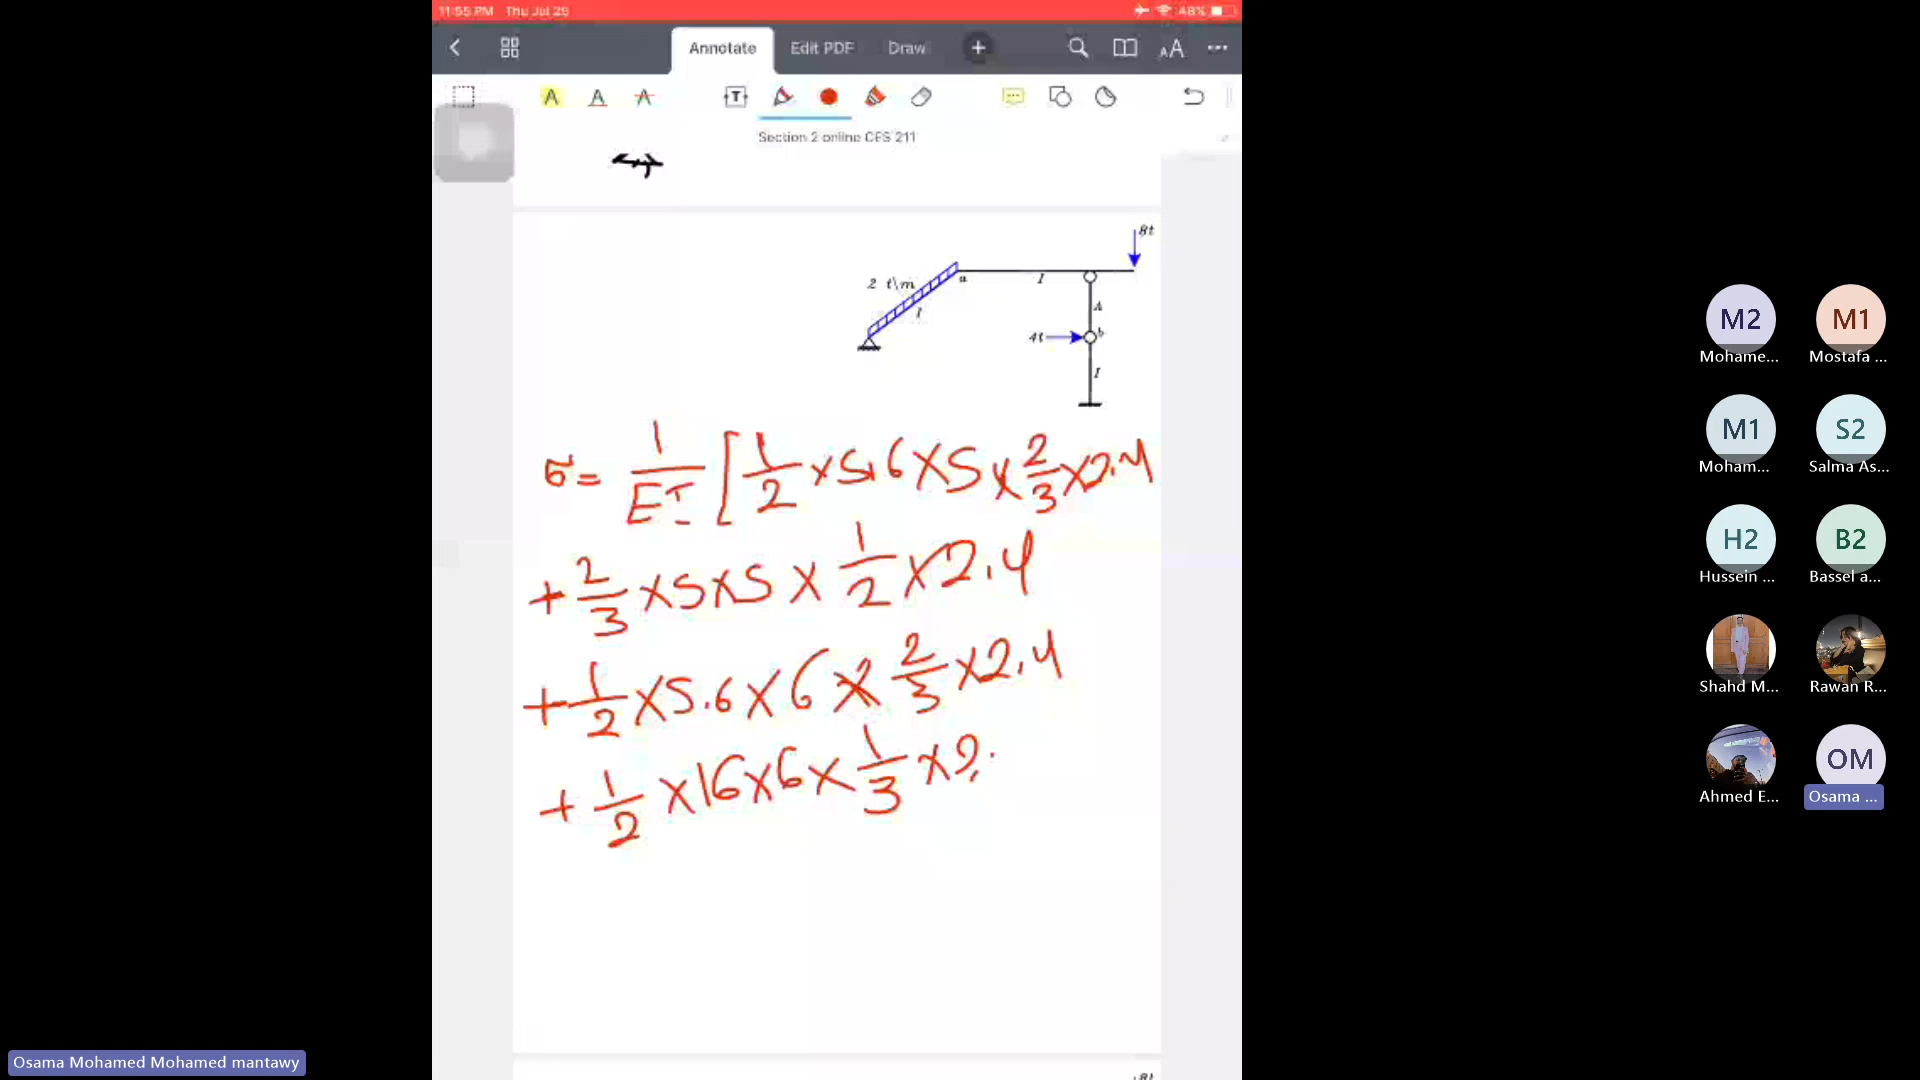 11:55 PM Thu Jul 25
48%
Annotate Edit PDF Draw
AA
A A A T
Section 2 online CES 211
8t
2 t\m a I
I
A
4t b
I
δ = 1/EI [ 1/2 × 5.6 × 5 × 2/3 × 2.4
+ 2/3 × 5 × 5 × 1/2 × 2.4
+ 1/2 × 5.6 × 6 × 2/3 × 2.4
+ 1/2 × 16 × 6 × 1/3 × 2.
8t
M2 M1
Mohame... Mostafa ...
M1 S2
Moham... Salma As...
H2 B2
Hussein ... Bassel a...
Shahd M... Rawan R...
OM
Ahmed E... Osama ...
Osama Mohamed Mohamed mantawy